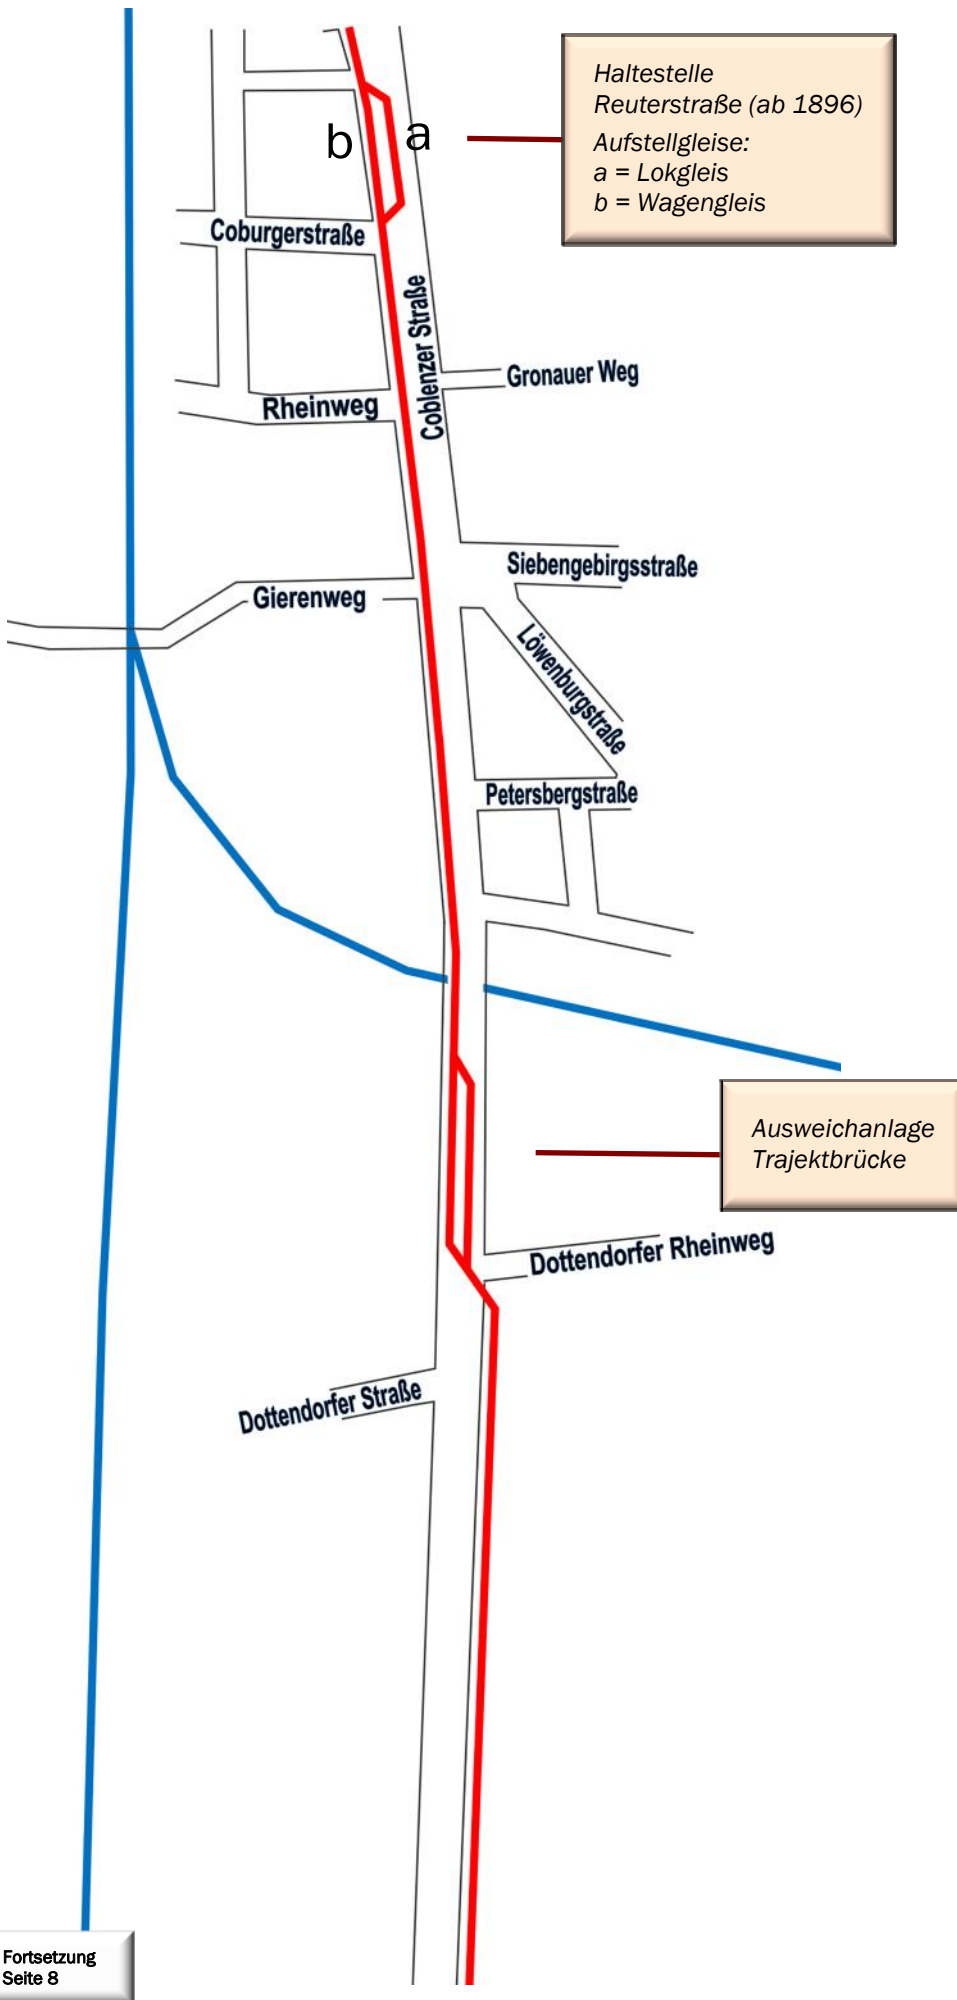 Haltestelle
Reuterstraße (ab 1896)
Aufstellgleise:
a = Lokgleis
b = Wagengleis
b
a
Coburgerstraße
Coblenzer Straße
Gronauer Weg
Rheinweg
Siebengebirgsstraße
Gierenweg
Löwenburgstraße
Petersbergstraße
Ausweichanlage
Trajektbrücke
Dottendorfer Rheinweg
Dottendorfer Straße
Fortsetzung
Seite 8